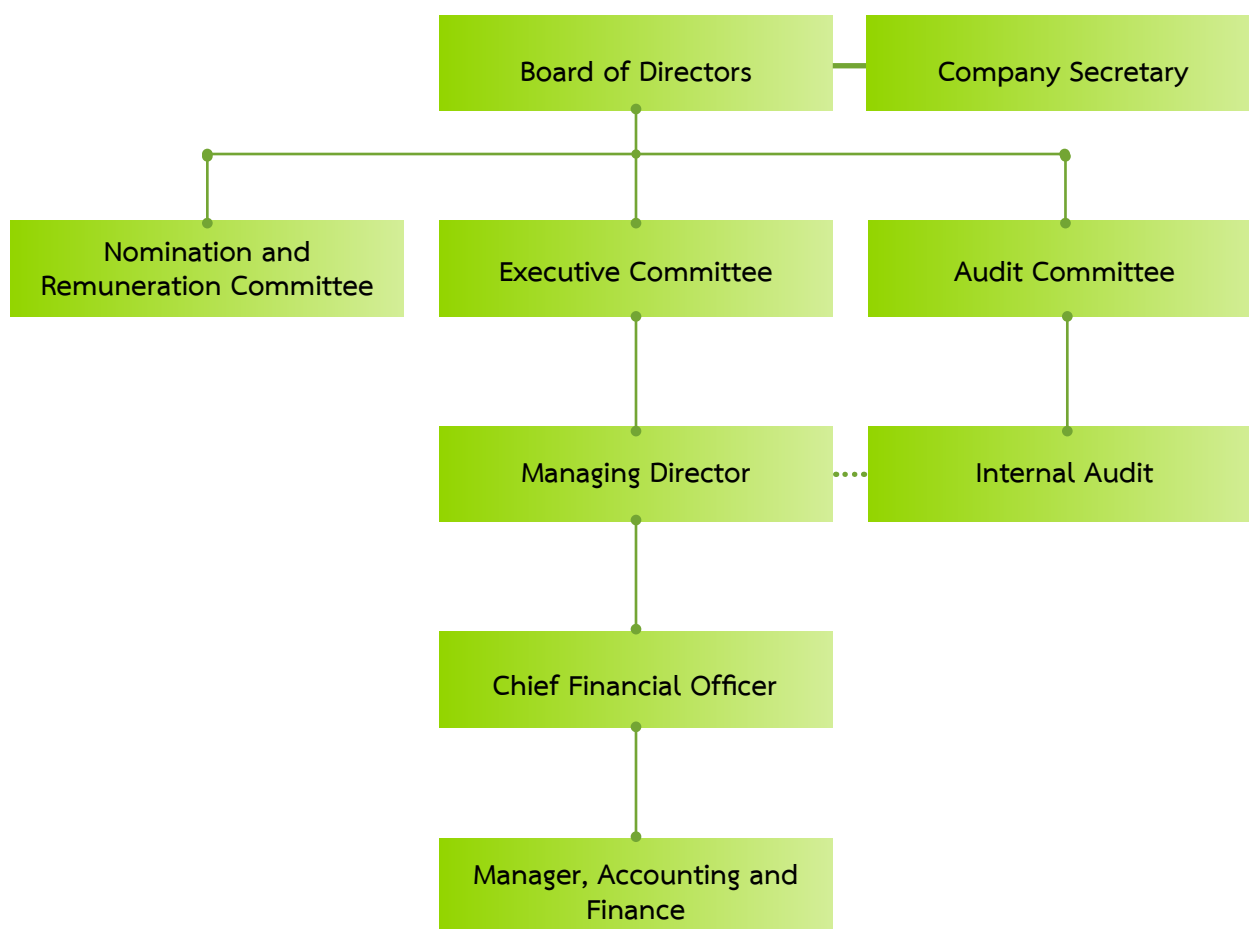 Board of Directors
Company Secretary
Nomination and
Remuneration Committee
Executive Committee
Audit Committee
Managing Director
Internal Audit
Chief Financial Officer
Manager, Accounting and
Finance